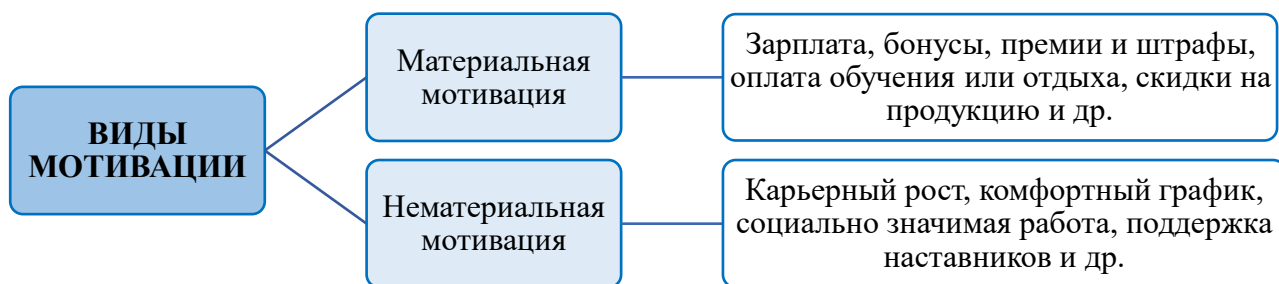 ВИДЫ
МОТИВАЦИИ
Материальная
мотивация
Зарплата, бонусы, премии и штрафы,
оплата обучения или отдыха, скидки на
продукцию и др.
Нематериальная
мотивация
Карьерный рост, комфортный график,
социально значимая работа, поддержка
наставников и др.